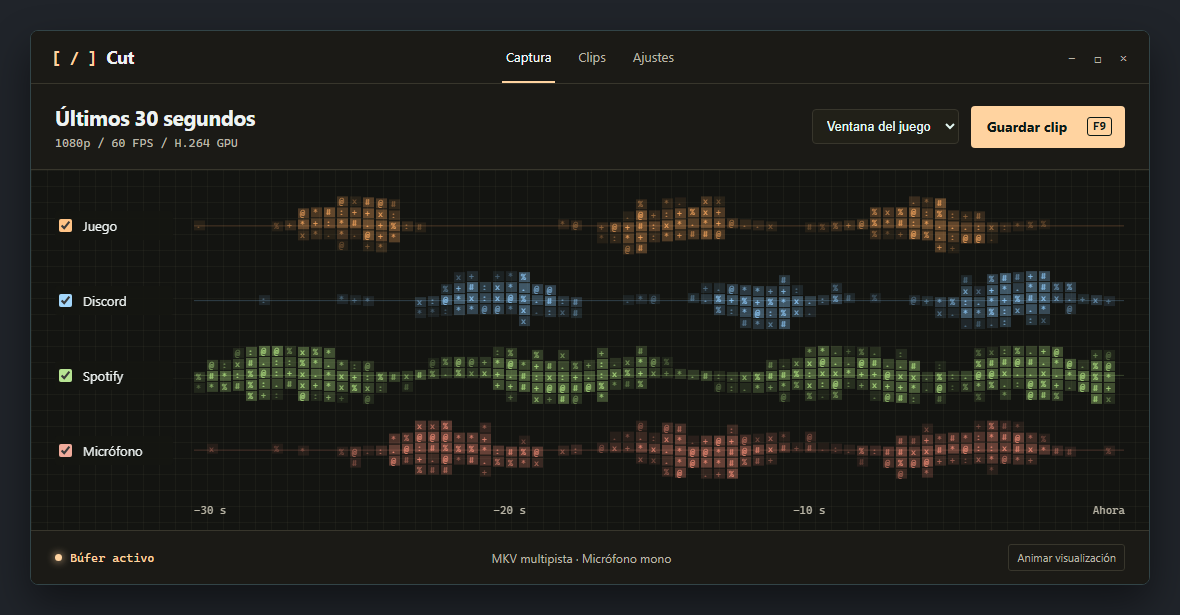 [ / ] Cut
Captura Clips Ajustes
Últimos 30 segundos
1080p / 60 FPS / H.264 GPU
Ventana del juego
Guardar clip F9
Juego
Discord
Spotify
Micrófono
-30 s -20 s -10 s Ahora
Búfer activo
MKV multipista · Micrófono mono
Animar visualización